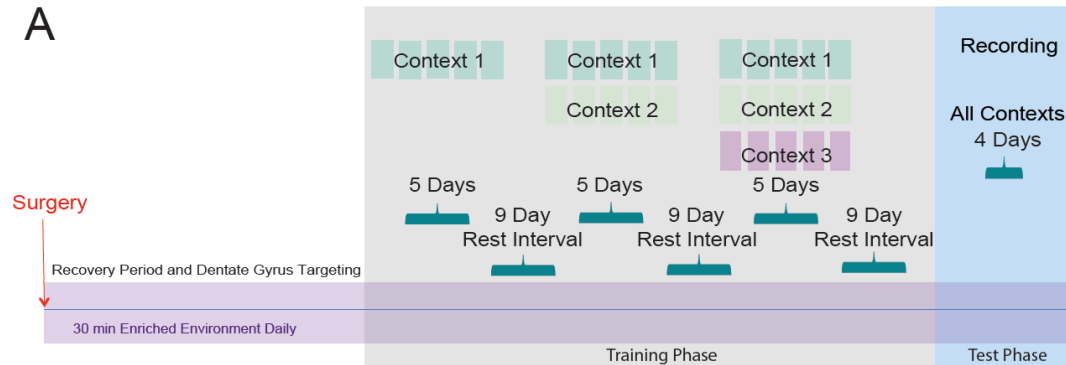 A
Context 1
Context 1
Context 1
Recording
Context 2
Context 2
All Contexts
4 Days
Context 3
5 Days
5 Days
5 Days
Surgery
9 Day
Rest Interval
9 Day
Rest Interval
9 Day
Rest Interval
Recovery Period and Dentate Gyrus Targeting
30 min Enriched Environment Daily
Training Phase
Test Phase